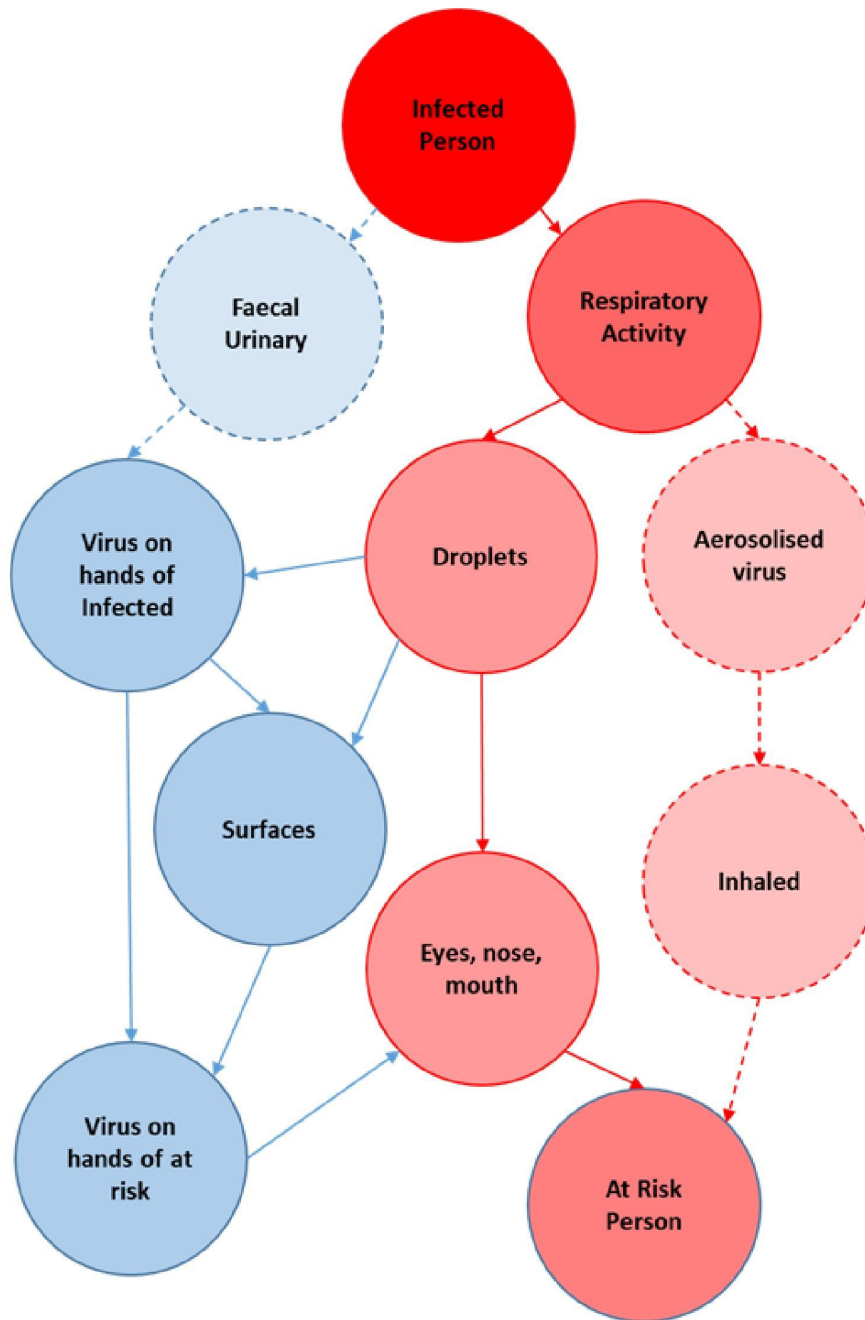 Infected
Person
Faecal
Urinary
Respiratory
Activity
Virus on
hands of
Infected
Droplets
Aerosolised
virus
Surfaces
Eyes, nose,
mouth
Inhaled
Virus on
hands of at
risk
At Risk
Person